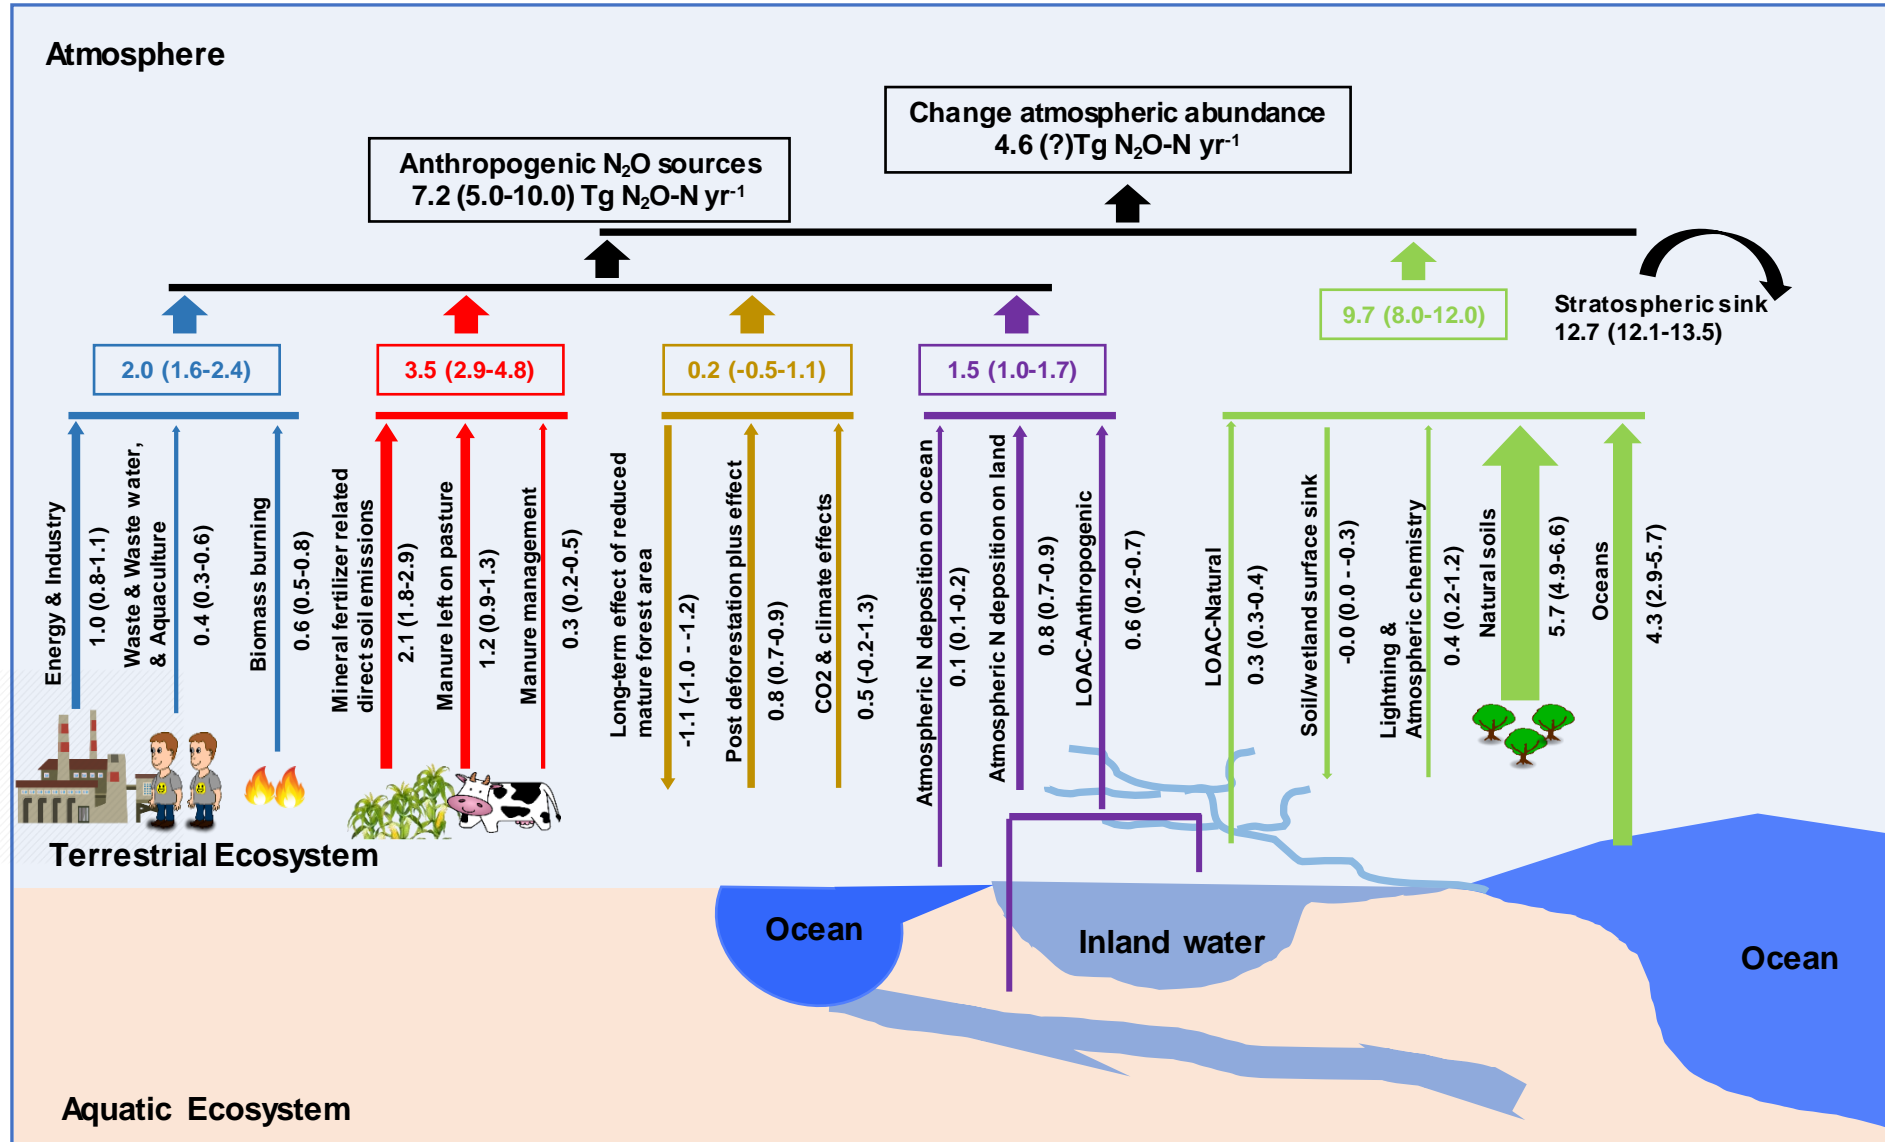 Atmosphere
Change atmospheric abundance
4.6 (?)Tg N₂O-N yr⁻¹
Anthropogenic N₂O sources
7.2 (5.0-10.0) Tg N₂O-N yr⁻¹
Stratospheric sink
12.7 (12.1-13.5)
2.0 (1.6-2.4)
3.5 (2.9-4.8)
0.2 (-0.5-1.1)
1.5 (1.0-1.7)
9.7 (8.0-12.0)
Energy & Industry
1.0 (0.8-1.1)
Waste & Waste water,
& Aquaculture
0.4 (0.3-0.6)
Biomass burning
0.6 (0.5-0.8)
Mineral fertilizer related
direct soil emissions
2.1 (1.8-2.9)
Manure left on pasture
1.2 (0.9-1.3)
Manure management
0.3 (0.2-0.5)
Long-term effect of reduced
mature forest area
-1.1 (-1.0 - -1.2)
Post deforestation plus effect
0.8 (0.7-0.9)
CO2 & climate effects
0.5 (-0.2-1.3)
Atmospheric N deposition on ocean
0.1 (0.1-0.2)
Atmospheric N deposition on land
0.8 (0.7-0.9)
LOAC-Anthropogenic
0.6 (0.2-0.7)
LOAC-Natural
0.3 (0.3-0.4)
Soil/wetland surface sink
-0.0 (0.0 - -0.3)
Lightning &
Atmospheric chemistry
0.4 (0.2-1.2)
Natural soils
5.7 (4.9-6.6)
Oceans
4.3 (2.9-5.7)
Terrestrial Ecosystem
Ocean
Inland water
Ocean
Aquatic Ecosystem